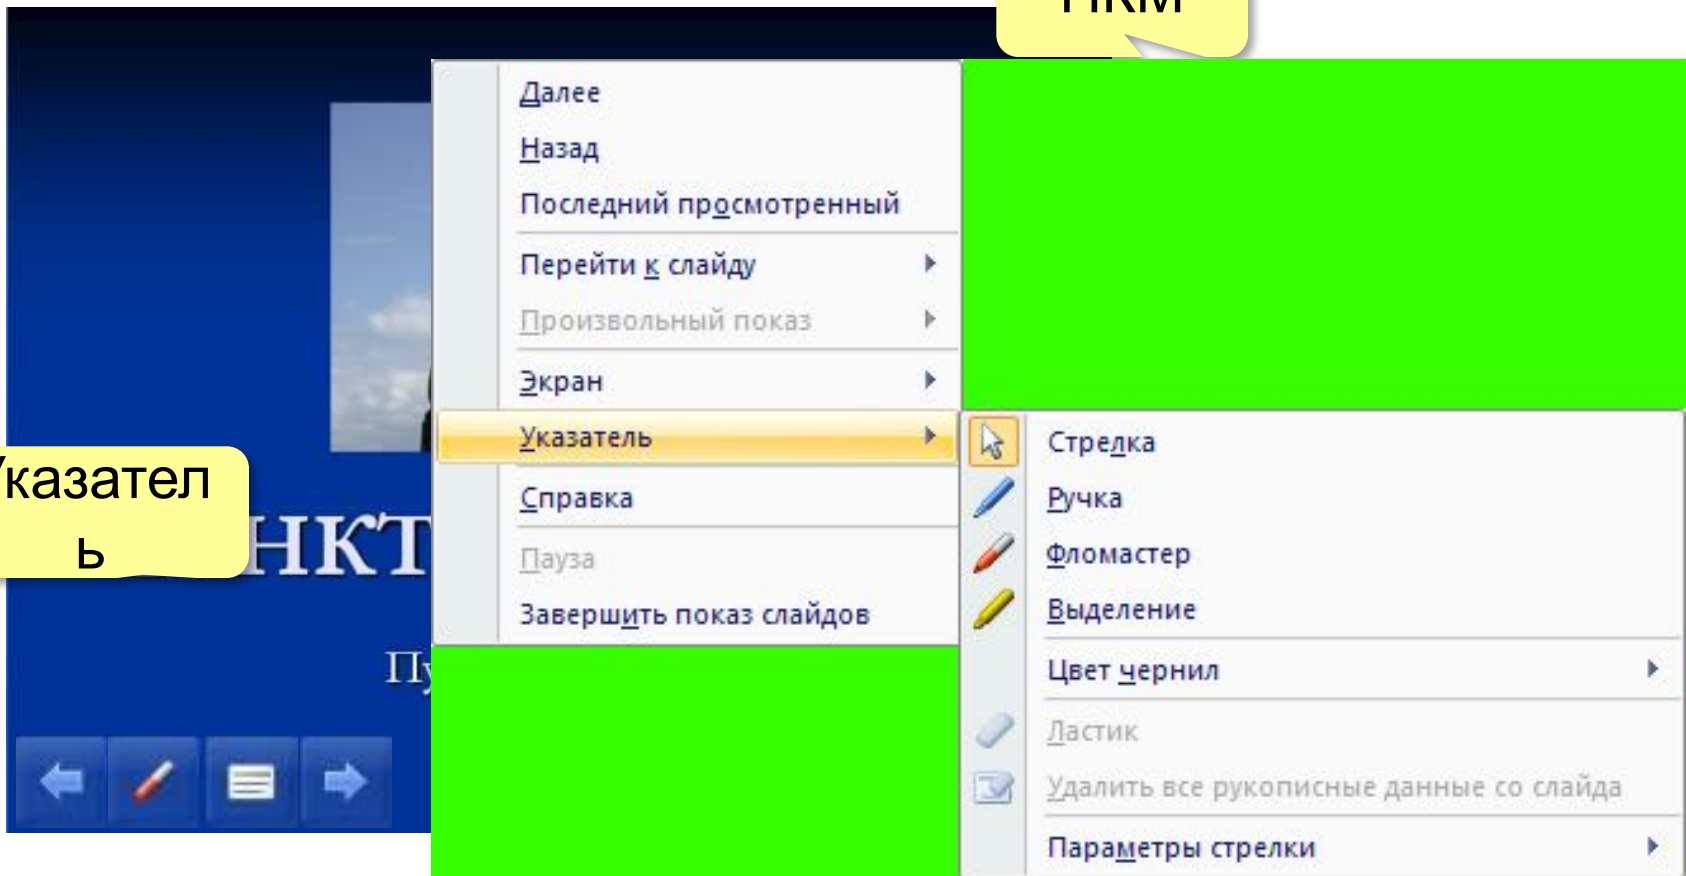 ПКМ
Далее
Назад
Последний просмотренный
Перейти к слайду
Произвольный показ
Экран
Указатель
Справка
Пауза
Завершить показ слайдов
Стрелка
Ручка
Фломастер
Выделение
Цвет чернил
Ластик
Удалить все рукописные данные со слайда
Параметры стрелки
Указател
ь
НКТ
Пу